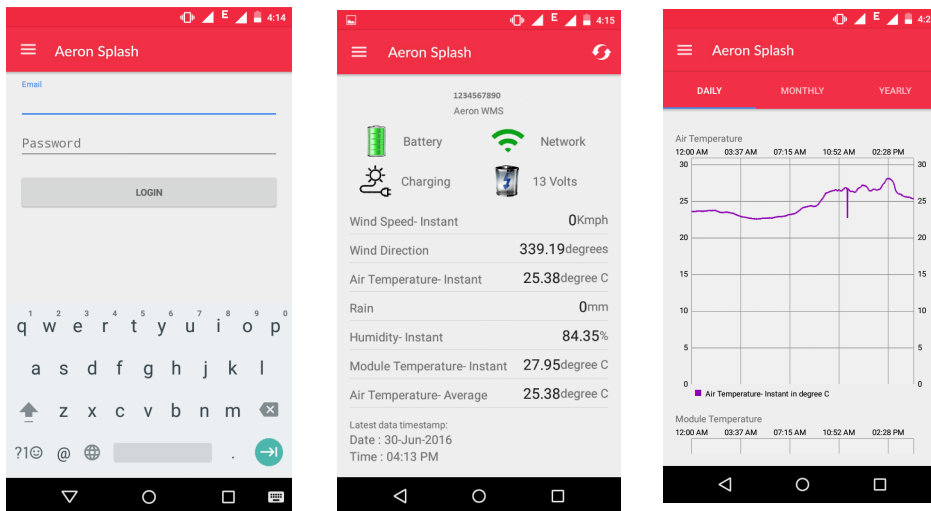 E 4:14
Aeron Splash
Email
Password
LOGIN
1 2 3 4 5 6 7 8 9 0
q w e r t y u i o p
a s d f g h j k l
z x c v b n m
?1☺ @ .
E 4:15
Aeron Splash
1234567890
Aeron WMS
Battery Network
Charging 13 Volts
Wind Speed- Instant 0Kmph
Wind Direction 339.19degrees
Air Temperature- Instant 25.38degree C
Rain 0mm
Humidity- Instant 84.35%
Module Temperature- Instant 27.95degree C
Air Temperature- Average 25.38degree C
Latest data timestamp:
Date : 30-Jun-2016
Time : 04:13 PM
E 4:2
Aeron Splash
DAILY MONTHLY YEARLY
Air Temperature
12:00 AM 03:37 AM 07:15 AM 10:52 AM 02:28 PM
30 30
25 25
20 20
15 15
10 10
5 5
0 0
Air Temperature- Instant in degree C
Module Temperature
12:00 AM 03:37 AM 07:15 AM 10:52 AM 02:28 PM